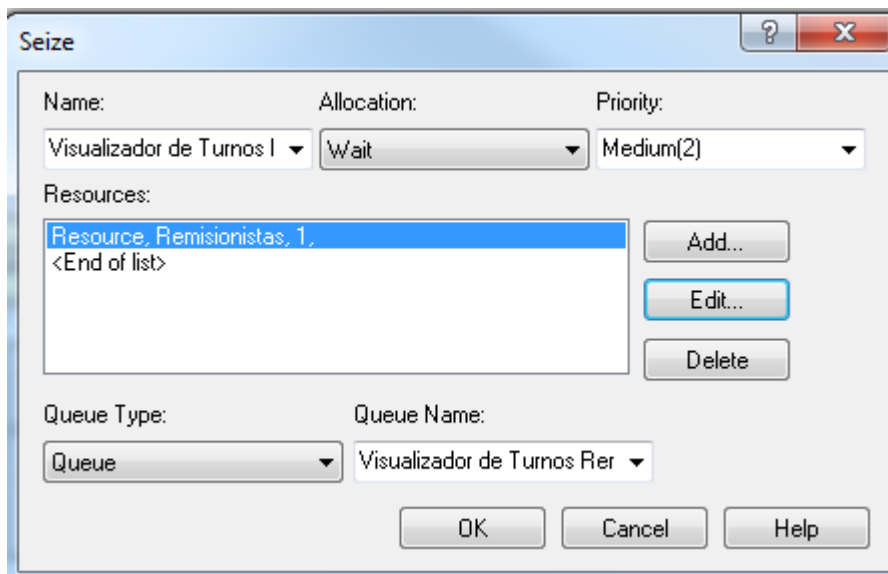 Seize
Name:
Allocation:
Priority:
Visualizador de Turnos I
Wait
Medium(2)
Resources:
Resource, Remisionistas, 1,
<End of list>
Add...
Edit...
Delete
Queue Type:
Queue Name:
Queue
Visualizador de Turnos Rer
OK
Cancel
Help